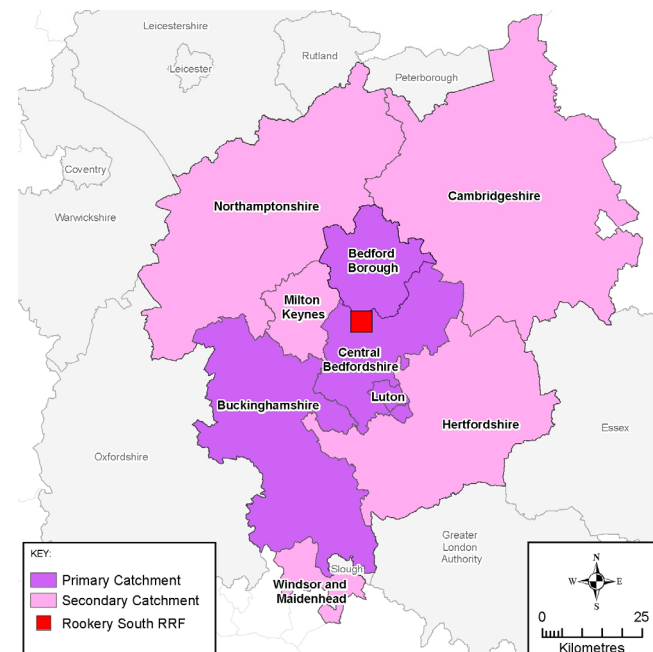 Leicestershire
Rutland
Leicester
Peterborough
Coventry
Northamptonshire
Cambridgeshire
Warwickshire
Bedford
Borough
Milton
Keynes
Central
Bedfordshire
Luton
Buckinghamshire
Hertfordshire
Essex
Oxfordshire
Greater
London
Authority
Slough
Windsor and
Maidenhead
KEY:
Primary Catchment
Secondary Catchment
Rookery South RRF
N
W E
S
0 25
Kilometres